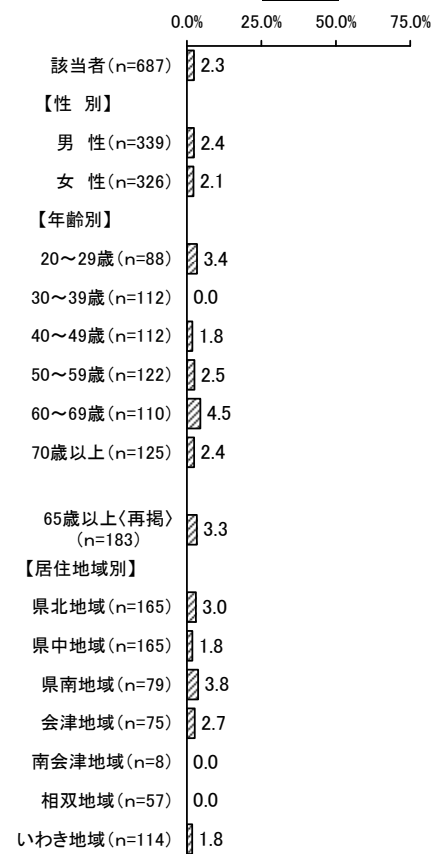 0.0% 25.0% 50.0% 75.0%
該当者(n=687) 2.3
【性 別】
男 性(n=339) 2.4
女 性(n=326) 2.1
【年齢別】
20～29歳(n=88) 3.4
30～39歳(n=112) 0.0
40～49歳(n=112) 1.8
50～59歳(n=122) 2.5
60～69歳(n=110) 4.5
70歳以上(n=125) 2.4
65歳以上〈再掲〉
(n=183) 3.3
【居住地域別】
県北地域(n=165) 3.0
県中地域(n=165) 1.8
県南地域(n=79) 3.8
会津地域(n=75) 2.7
南会津地域(n=8) 0.0
相双地域(n=57) 0.0
いわき地域(n=114) 1.8